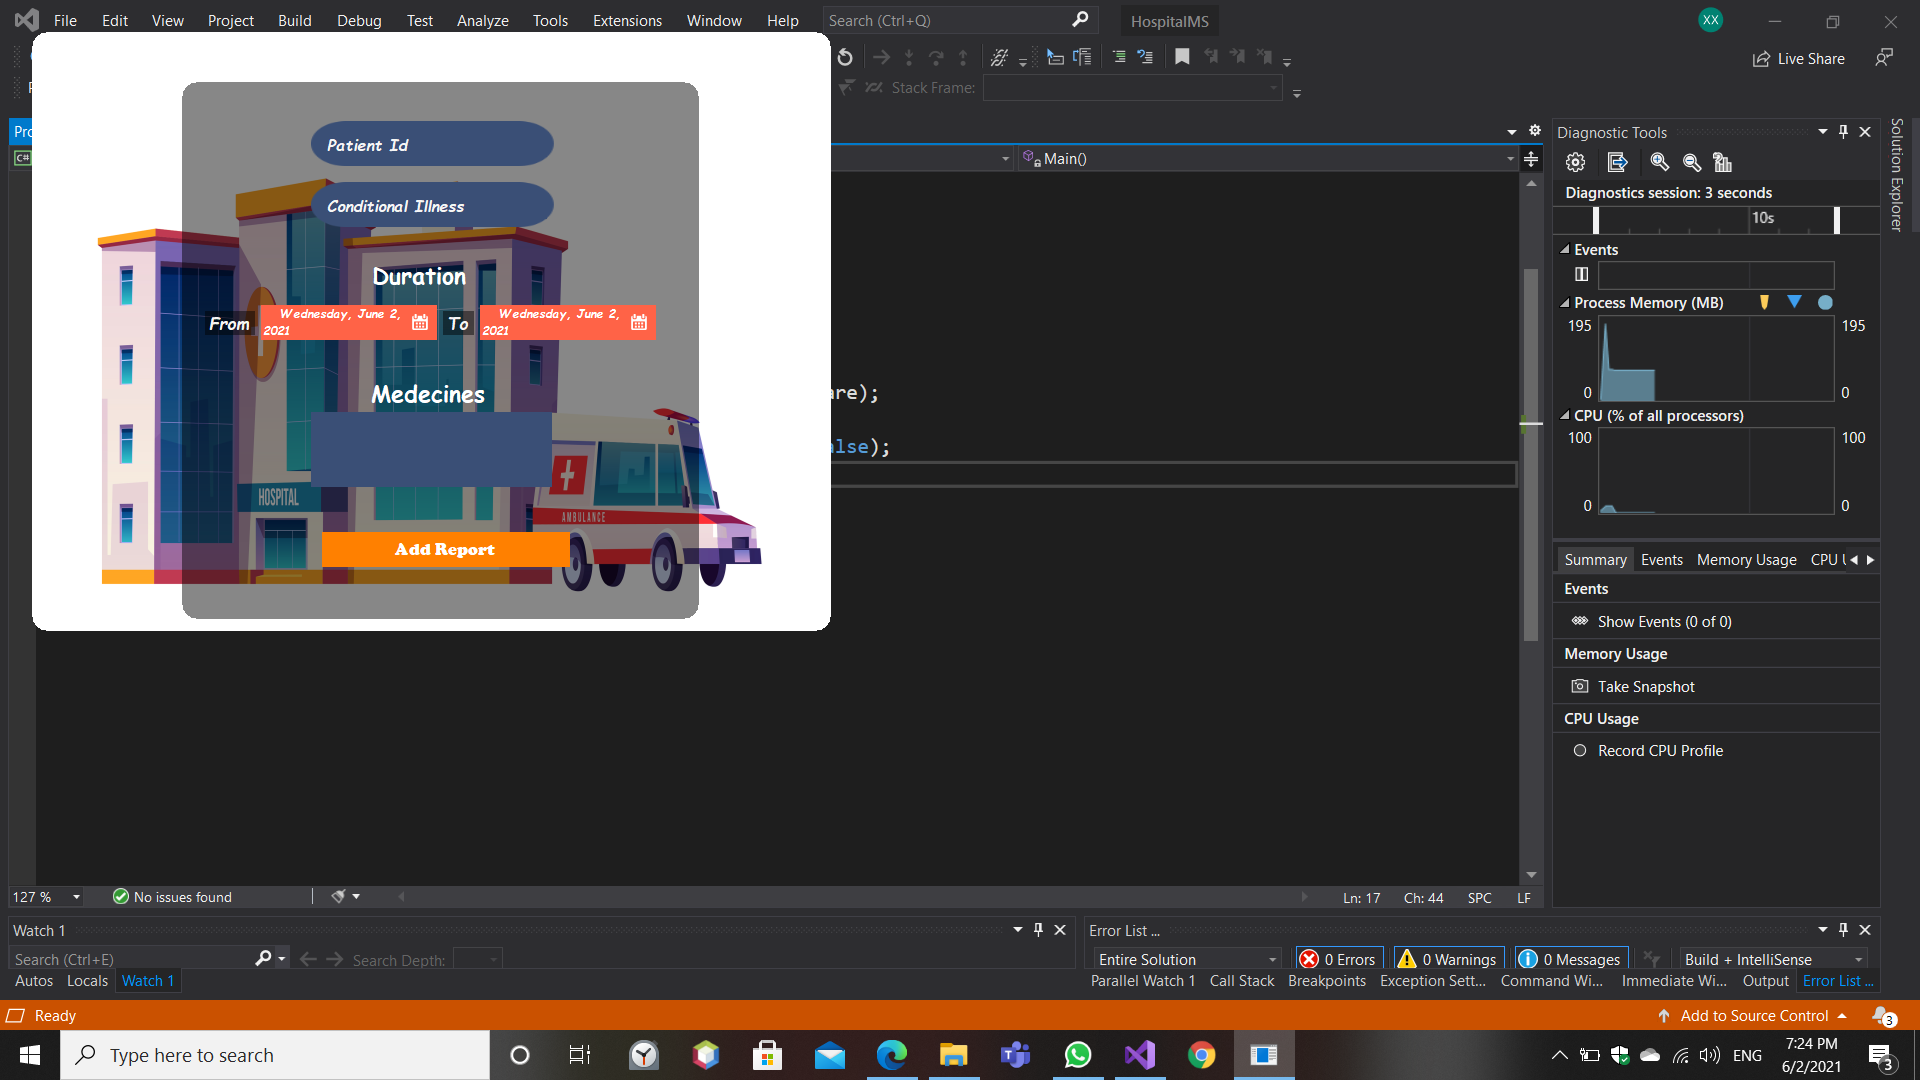 File Edit View Project Build Debug Test Analyze Tools Extensions Window Help Search (Ctrl+Q) HospitalMS XX
Live Share
Stack Frame:
Main()
Patient Id
Conditional Illness
Duration
From Wednesday, June 2, 2021 To Wednesday, June 2, 2021
Medecines
HOSPITAL
AMBULANCE
Add Report
are);
alse);
Diagnostic Tools
Diagnostics session: 3 seconds
10s
Events
Process Memory (MB)
195 195
0 0
CPU (% of all processors)
100 100
0 0
Summary Events Memory Usage CPU U
Events
Show Events (0 of 0)
Memory Usage
Take Snapshot
CPU Usage
Record CPU Profile
Solution Explorer
127 % No issues found Ln: 17 Ch: 44 SPC LF
Watch 1
Search (Ctrl+E) Search Depth:
Autos Locals Watch 1
Error List ...
Entire Solution 0 Errors 0 Warnings 0 Messages Build + IntelliSense
Parallel Watch 1 Call Stack Breakpoints Exception Sett... Command Wi... Immediate Wi... Output Error List ...
Ready Add to Source Control 3
Type here to search ENG 7:24 PM
6/2/2021 3